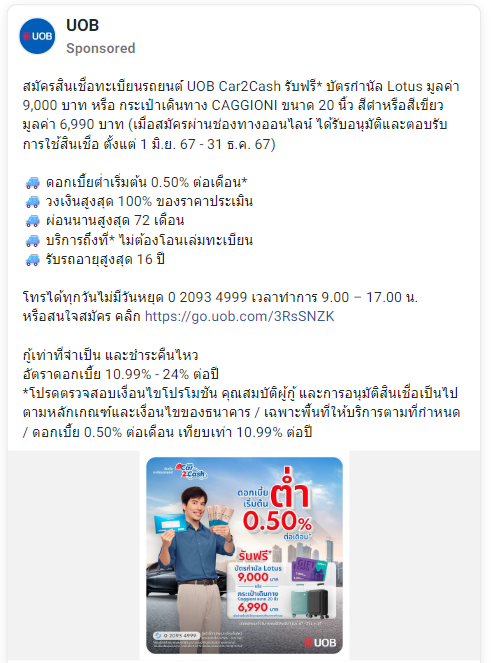 UOB
UOB
Sponsored
สมัครสินเชื่อทะเบียนรถยนต์ UOB Car2Cash รับฟรี* บัตรกำนัล Lotus มูลค่า
9,000 บาท หรือ กระเป๋าเดินทาง CAGGIONI ขนาด 20 นิ้ว สีดำหรือสีเขียว
มูลค่า 6,990 บาท (เมื่อสมัครผ่านช่องทางออนไลน์ ได้รับอนุมัติและตอบรับ
การใช้สินเชื่อ ตั้งแต่ 1 มิ.ย. 67 - 31 ธ.ค. 67)
ดอกเบี้ยต่ำเริ่มต้น 0.50% ต่อเดือน*
วงเงินสูงสุด 100% ของราคาประเมิน
ผ่อนนานสูงสุด 72 เดือน
บริการถึงที่* ไม่ต้องโอนเล่มทะเบียน
รับรถอายุสูงสุด 16 ปี
โทรได้ทุกวันไม่มีวันหยุด 0 2093 4999 เวลาทำการ 9.00 – 17.00 น.
หรือสนใจสมัคร คลิก https://go.uob.com/3RsSNZK
กู้เท่าที่จำเป็น และชำระคืนไหว
อัตราดอกเบี้ย 10.99% - 24% ต่อปี
*โปรดตรวจสอบเงื่อนไขโปรโมชัน คุณสมบัติผู้กู้ และการอนุมัติสินเชื่อเป็นไป
ตามหลักเกณฑ์และเงื่อนไขของธนาคาร / เฉพาะพื้นที่ให้บริการตามที่กำหนด
/ ดอกเบี้ย 0.50% ต่อเดือน เทียบเท่า 10.99% ต่อปี
Car2Cash
ดอกเบี้ย
เริ่มต้น
ต่ำ
0.50%
ต่อเดือน*
รับฟรี*
บัตรกำนัล Lotus
9,000 บาท
หรือ
กระเป๋าเดินทาง
Caggioni ขนาด 20 นิ้ว
6,990 บาท
GIFT
0 2093 4999
UOB